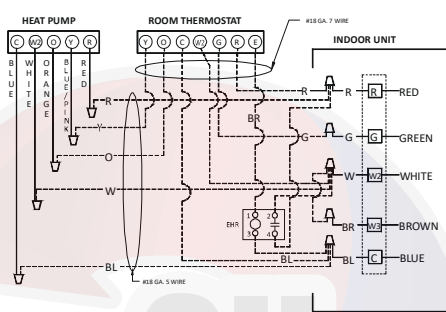 HEAT PUMP
ROOM THERMOSTAT
#18 GA. 7 WIRE
C W2 O Y R
Y O C W2 G R E
INDOOR UNIT
BLUE
WHITE
ORANGE
BLUE/PINK
RED
R
R
R
R
RED
BR
Y
G
G
G
GREEN
O
W
W2
WHITE
W
1 2
EHR
3 4
BR
W3
BROWN
BL
BL
BL
C
BLUE
#18 GA. 5 WIRE